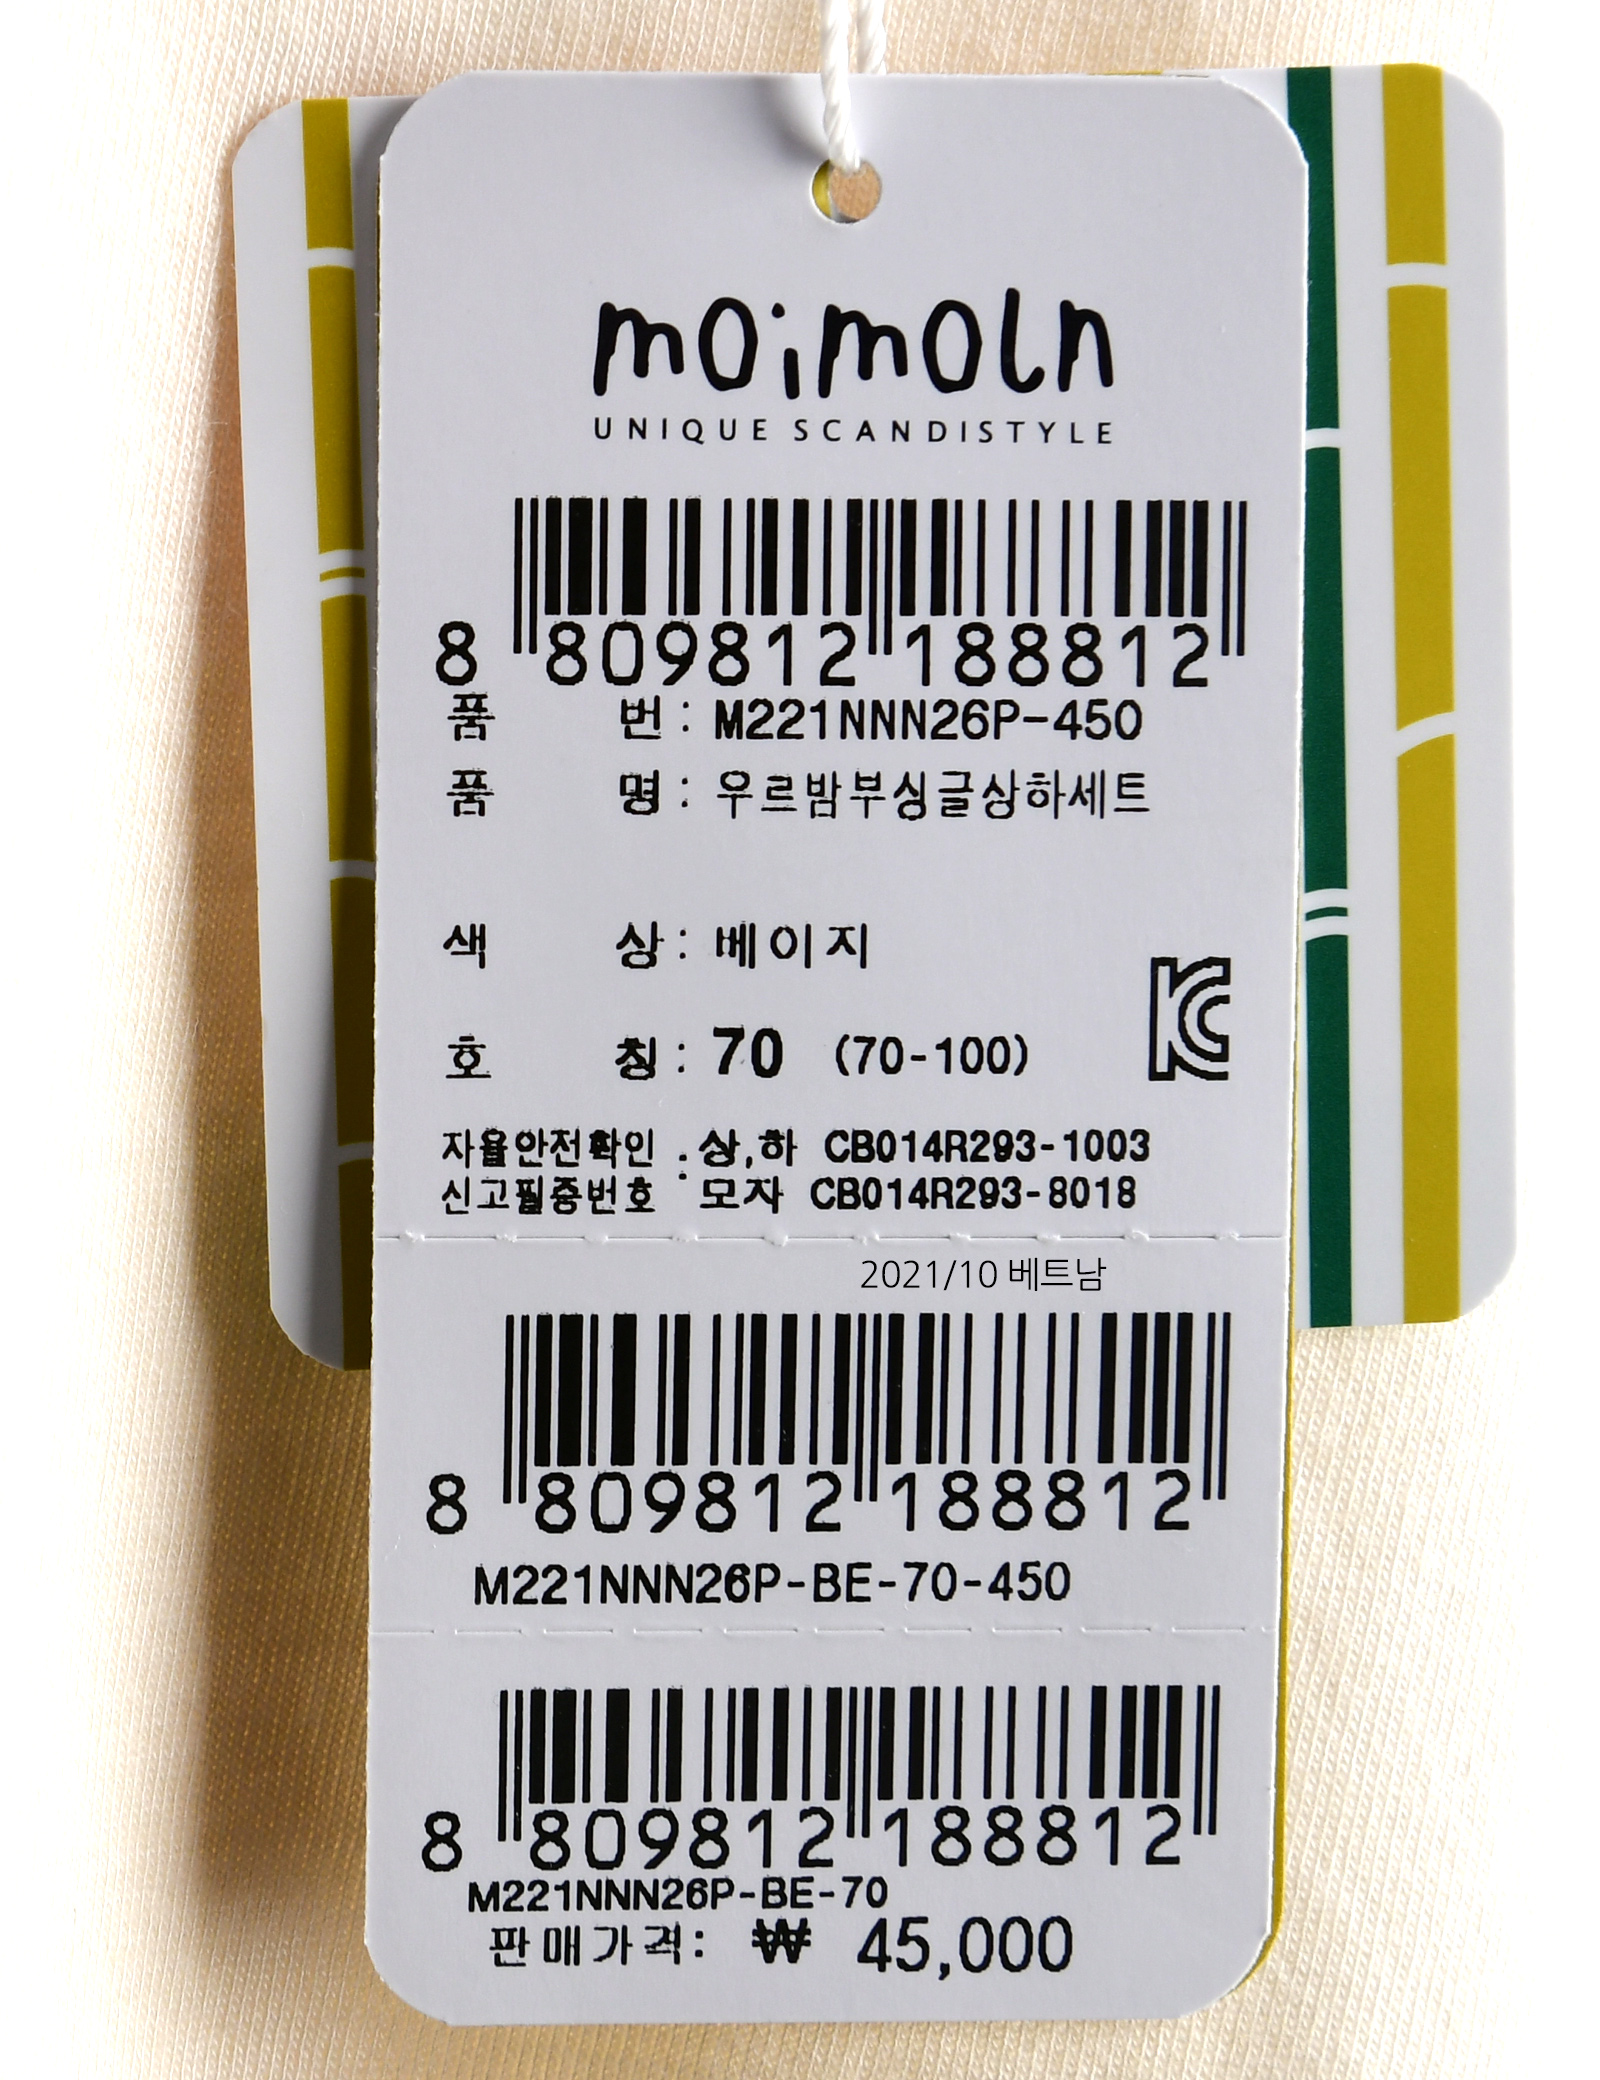 moimoln
UNIQUE SCANDISTYLE
8 809812 188812
품 번 : M221NNN26P-450
품 명 : 우르밤부싱글상하세트
색 상 : 베이지
호 칭 : 70 (70-100)
자율안전확인 : 상,하 CB014R293-1003
신고필증번호 모자 CB014R293-8018
2021/10 베트남
8 809812 188812
M221NNN26P-BE-70-450
8 809812 188812
M221NNN26P-BE-70
판매가격: ₩ 45,000